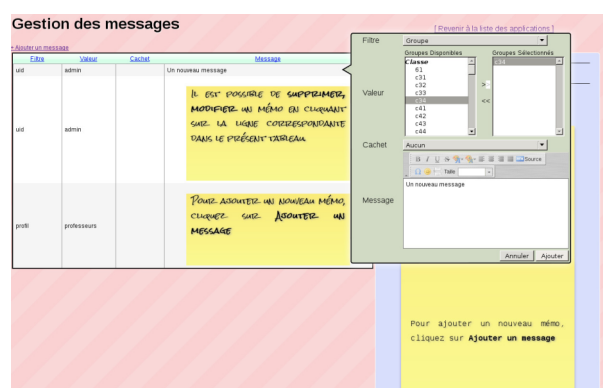 Gestion des messages
[ Revenir à la liste des applications ]
+ Ajouter un message
Filtre Valeur Cachet Message
uid admin Un nouveau message
uid admin
IL EST POSSIBLE DE SUPPRIMER,
MODIFIER UN MÉMO EN CLIQUANT
SUR LA LIGNE CORRESPONDANTE
DANS LE PRÉSENT TABLEAU.
profil professeurs
POUR AJOUTER UN NOUVEAU MÉMO,
CLIQUEZ SUR AJOUTER UN
MESSAGE
Filtre Groupe
Groupes Disponibles Groupes Sélectionnés
Valeur
Classe
61
c31
c32
c33
c34
c41
c42
c43
c44
>
<<
c34
Cachet Aucun
B I U S Source
Taille
Message
Un nouveau message
Annuler Ajouter
Pour ajouter un nouveau mémo,
cliquez sur Ajouter un message